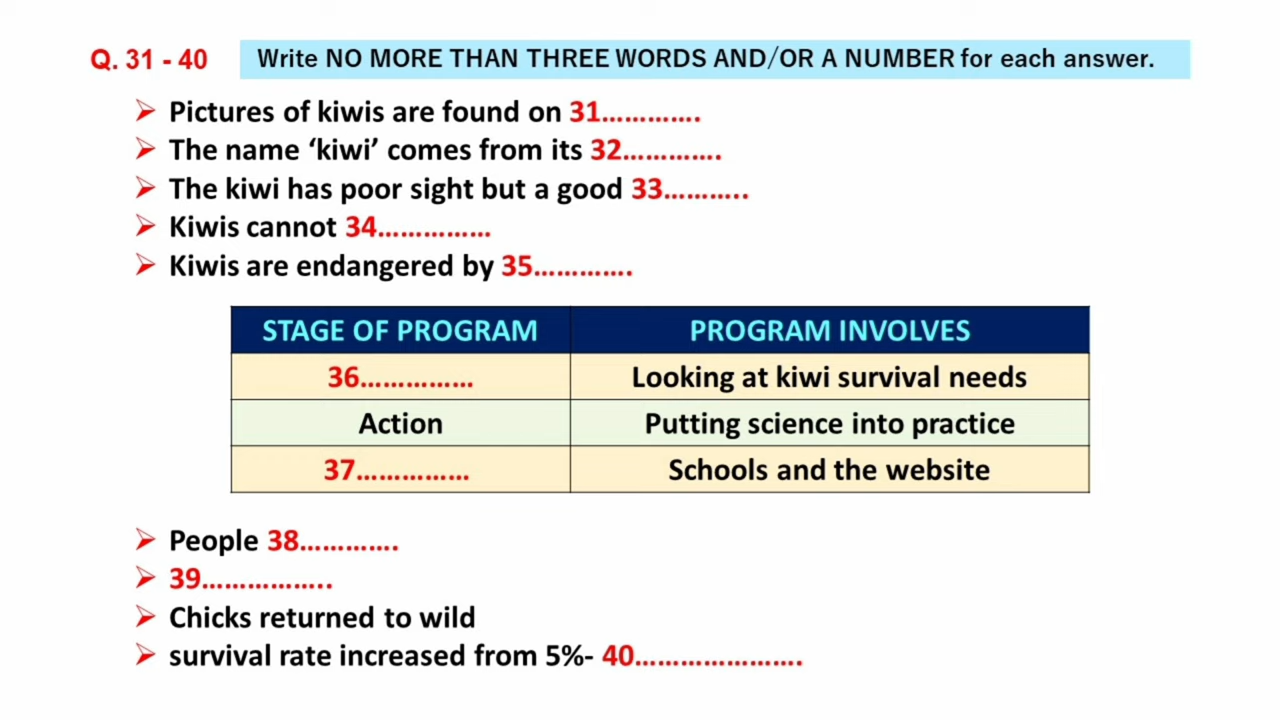 Q. 31 - 40
Write NO MORE THAN THREE WORDS AND/OR A NUMBER for each answer.
➢ Pictures of kiwis are found on 31………….
➢ The name ‘kiwi’ comes from its 32………….
➢ The kiwi has poor sight but a good 33………..
➢ Kiwis cannot 34……………
➢ Kiwis are endangered by 35………….
STAGE OF PROGRAM PROGRAM INVOLVES
36…………… Looking at kiwi survival needs
Action Putting science into practice
37…………… Schools and the website
➢ People 38………….
➢ 39……………..
➢ Chicks returned to wild
➢ survival rate increased from 5%- 40………………….